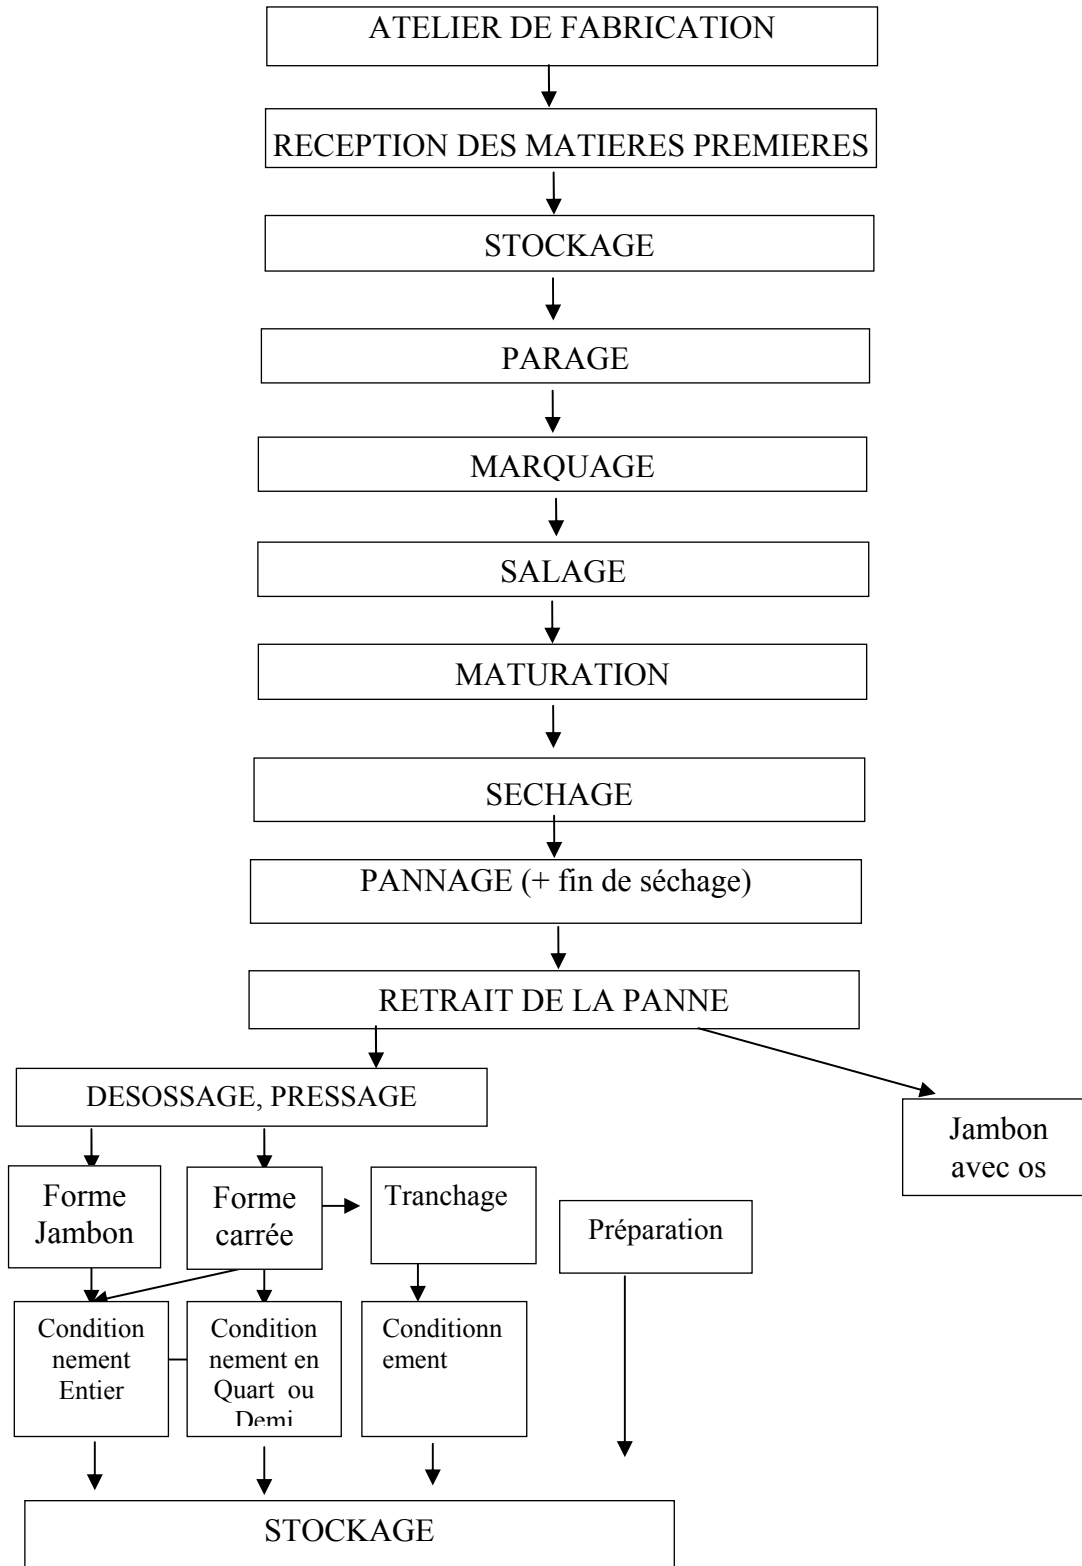 ATELIER DE FABRICATION
RECEPTION DES MATIERES PREMIERES
STOCKAGE
PARAGE
MARQUAGE
SALAGE
MATURATION
SECHAGE
PANNAGE (+ fin de séchage)
RETRAIT DE LA PANNE
DESOSSAGE, PRESSAGE
Jambon
avec os
Forme
Jambon
Forme
carrée
Tranchage
Préparation
Condition
nement
Entier
Condition
nement en
Quart ou
Demi
Conditionn
ement
STOCKAGE